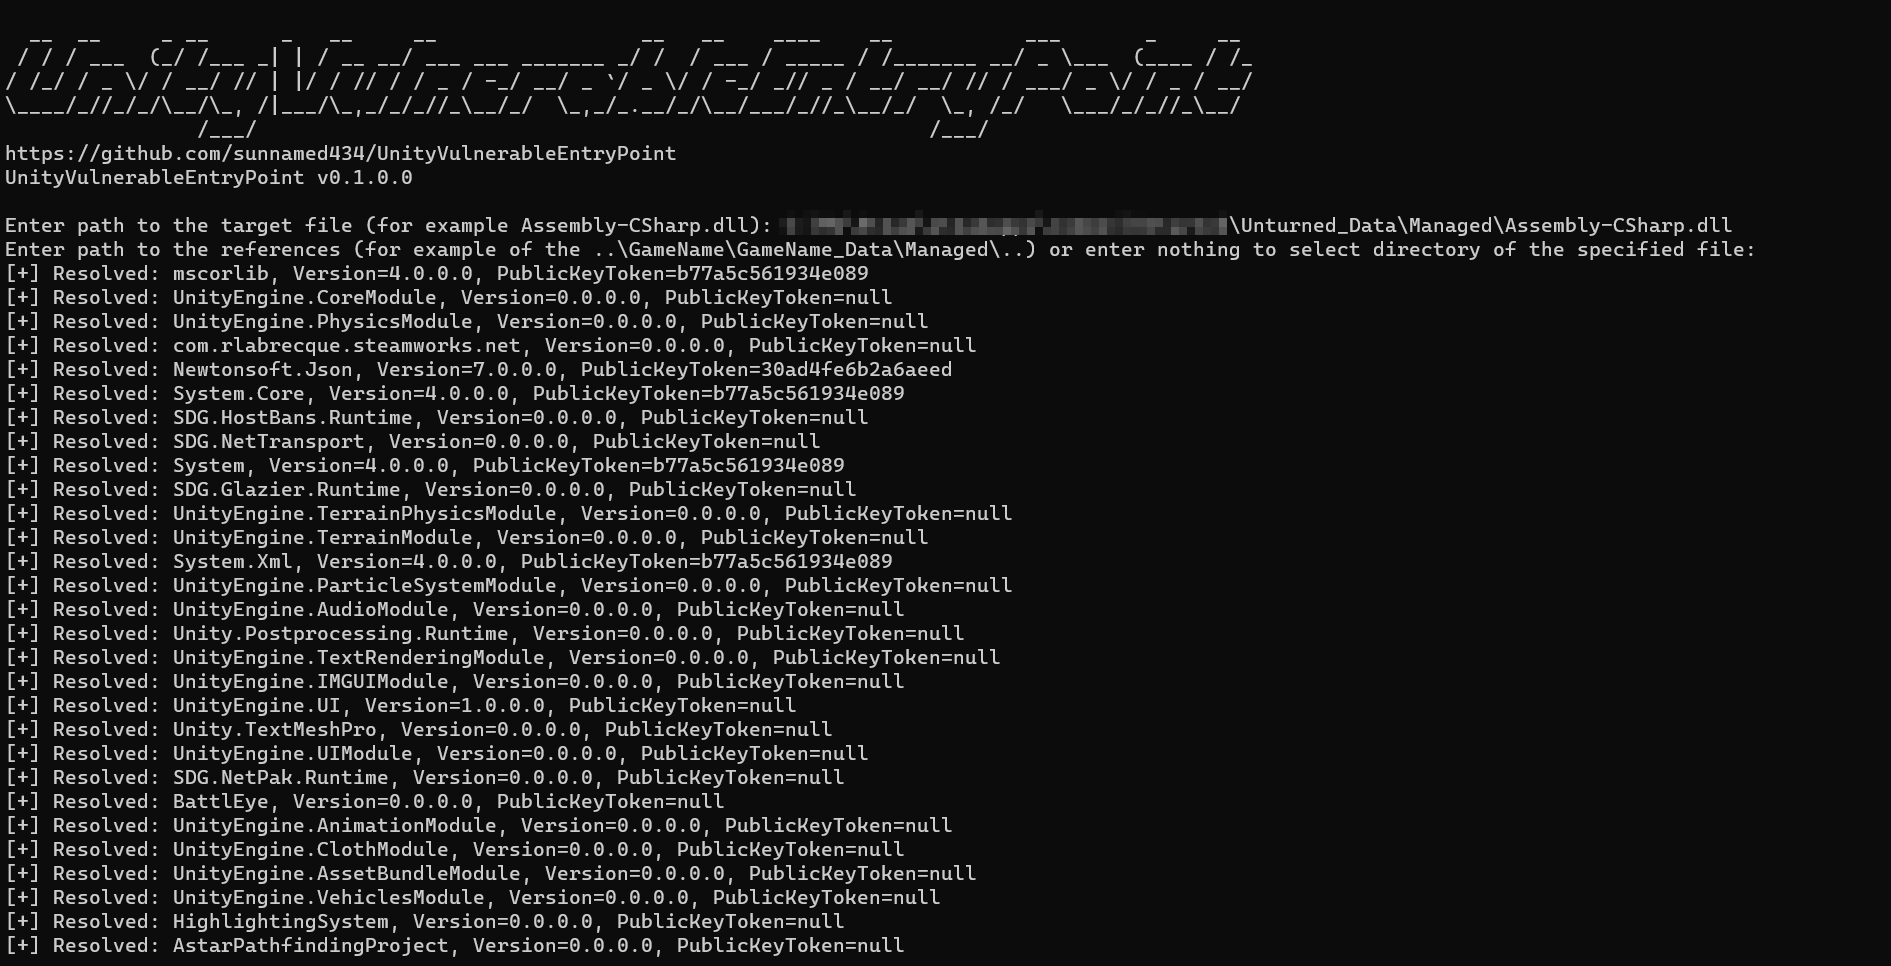 https://github.com/sunnamed434/UnityVulnerableEntryPoint
UnityVulnerableEntryPoint v0.1.0.0
Enter path to the target file (for example Assembly-CSharp.dll): \Unturned_Data\Managed\Assembly-CSharp.dll
Enter path to the references (for example of the ..\GameName\GameName_Data\Managed\..) or enter nothing to select directory of the specified file:
[+] Resolved: mscorlib, Version=4.0.0.0, PublicKeyToken=b77a5c561934e089
[+] Resolved: UnityEngine.CoreModule, Version=0.0.0.0, PublicKeyToken=null
[+] Resolved: UnityEngine.PhysicsModule, Version=0.0.0.0, PublicKeyToken=null
[+] Resolved: com.rlabrecque.steamworks.net, Version=0.0.0.0, PublicKeyToken=null
[+] Resolved: Newtonsoft.Json, Version=7.0.0.0, PublicKeyToken=30ad4fe6b2a6aeed
[+] Resolved: System.Core, Version=4.0.0.0, PublicKeyToken=b77a5c561934e089
[+] Resolved: SDG.HostBans.Runtime, Version=0.0.0.0, PublicKeyToken=null
[+] Resolved: SDG.NetTransport, Version=0.0.0.0, PublicKeyToken=null
[+] Resolved: System, Version=4.0.0.0, PublicKeyToken=b77a5c561934e089
[+] Resolved: SDG.Glazier.Runtime, Version=0.0.0.0, PublicKeyToken=null
[+] Resolved: UnityEngine.TerrainPhysicsModule, Version=0.0.0.0, PublicKeyToken=null
[+] Resolved: UnityEngine.TerrainModule, Version=0.0.0.0, PublicKeyToken=null
[+] Resolved: System.Xml, Version=4.0.0.0, PublicKeyToken=b77a5c561934e089
[+] Resolved: UnityEngine.ParticleSystemModule, Version=0.0.0.0, PublicKeyToken=null
[+] Resolved: UnityEngine.AudioModule, Version=0.0.0.0, PublicKeyToken=null
[+] Resolved: Unity.Postprocessing.Runtime, Version=0.0.0.0, PublicKeyToken=null
[+] Resolved: UnityEngine.TextRenderingModule, Version=0.0.0.0, PublicKeyToken=null
[+] Resolved: UnityEngine.IMGUIModule, Version=0.0.0.0, PublicKeyToken=null
[+] Resolved: UnityEngine.UI, Version=1.0.0.0, PublicKeyToken=null
[+] Resolved: Unity.TextMeshPro, Version=0.0.0.0, PublicKeyToken=null
[+] Resolved: UnityEngine.UIModule, Version=0.0.0.0, PublicKeyToken=null
[+] Resolved: SDG.NetPak.Runtime, Version=0.0.0.0, PublicKeyToken=null
[+] Resolved: BattlEye, Version=0.0.0.0, PublicKeyToken=null
[+] Resolved: UnityEngine.AnimationModule, Version=0.0.0.0, PublicKeyToken=null
[+] Resolved: UnityEngine.ClothModule, Version=0.0.0.0, PublicKeyToken=null
[+] Resolved: UnityEngine.AssetBundleModule, Version=0.0.0.0, PublicKeyToken=null
[+] Resolved: UnityEngine.VehiclesModule, Version=0.0.0.0, PublicKeyToken=null
[+] Resolved: HighlightingSystem, Version=0.0.0.0, PublicKeyToken=null
[+] Resolved: AstarPathfindingProject, Version=0.0.0.0, PublicKeyToken=null